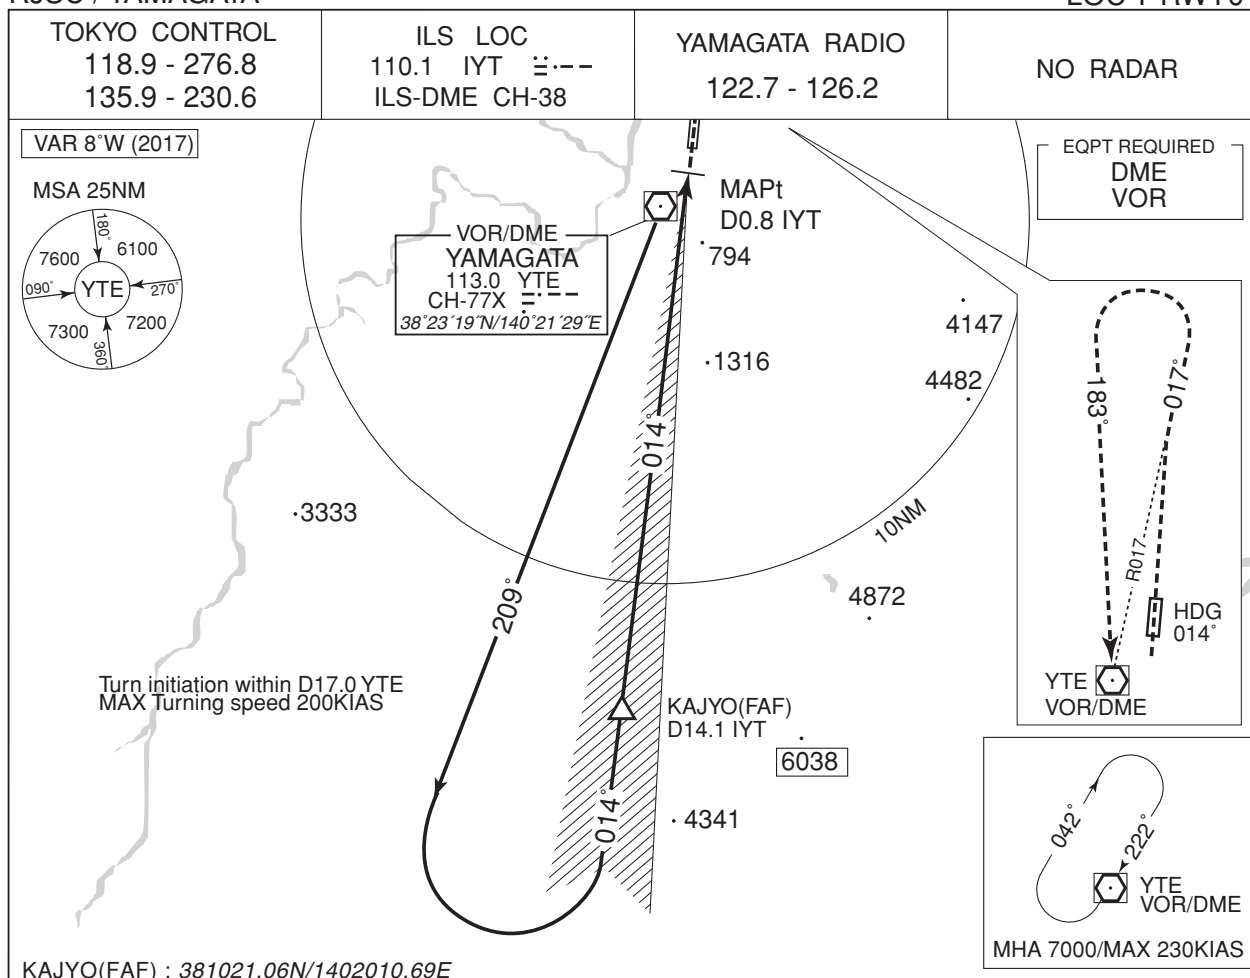 TOKYO CONTROL
118.9 - 276.8
135.9 - 230.6
ILS LOC
110.1 IYT
ILS-DME CH-38
YAMAGATA RADIO
122.7 - 126.2
NO RADAR
VAR 8°W (2017)
MSA 25NM
180°
7600
6100
090°
YTE
270°
7300
7200
360°
VOR/DME
YAMAGATA
113.0 YTE
CH-77X
38°23´19˝N/140°21´29˝E
MAPt
D0.8 IYT
794
1316
4147
4482
3333
10NM
4872
014°
209°
Turn initiation within D17.0 YTE
MAX Turning speed 200KIAS
KAJYO(FAF)
D14.1 IYT
6038
4341
014°
EQPT REQUIRED
DME
VOR
183°
017°
R017
HDG
014°
YTE
VOR/DME
042°
222°
YTE
VOR/DME
MHA 7000/MAX 230KIAS
KAJYO(FAF) : 381021.06N/1402010.69E